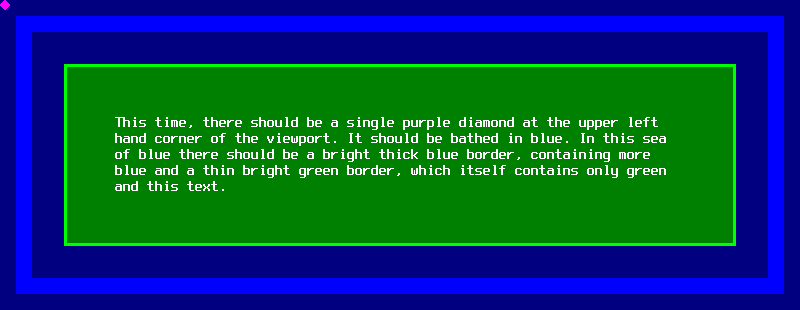 This time, there should be a single purple diamond at the upper left
hand corner of the viewport. It should be bathed in blue. In this sea
of blue there should be a bright thick blue border, containing more
blue and a thin bright green border, which itself contains only green
and this text.